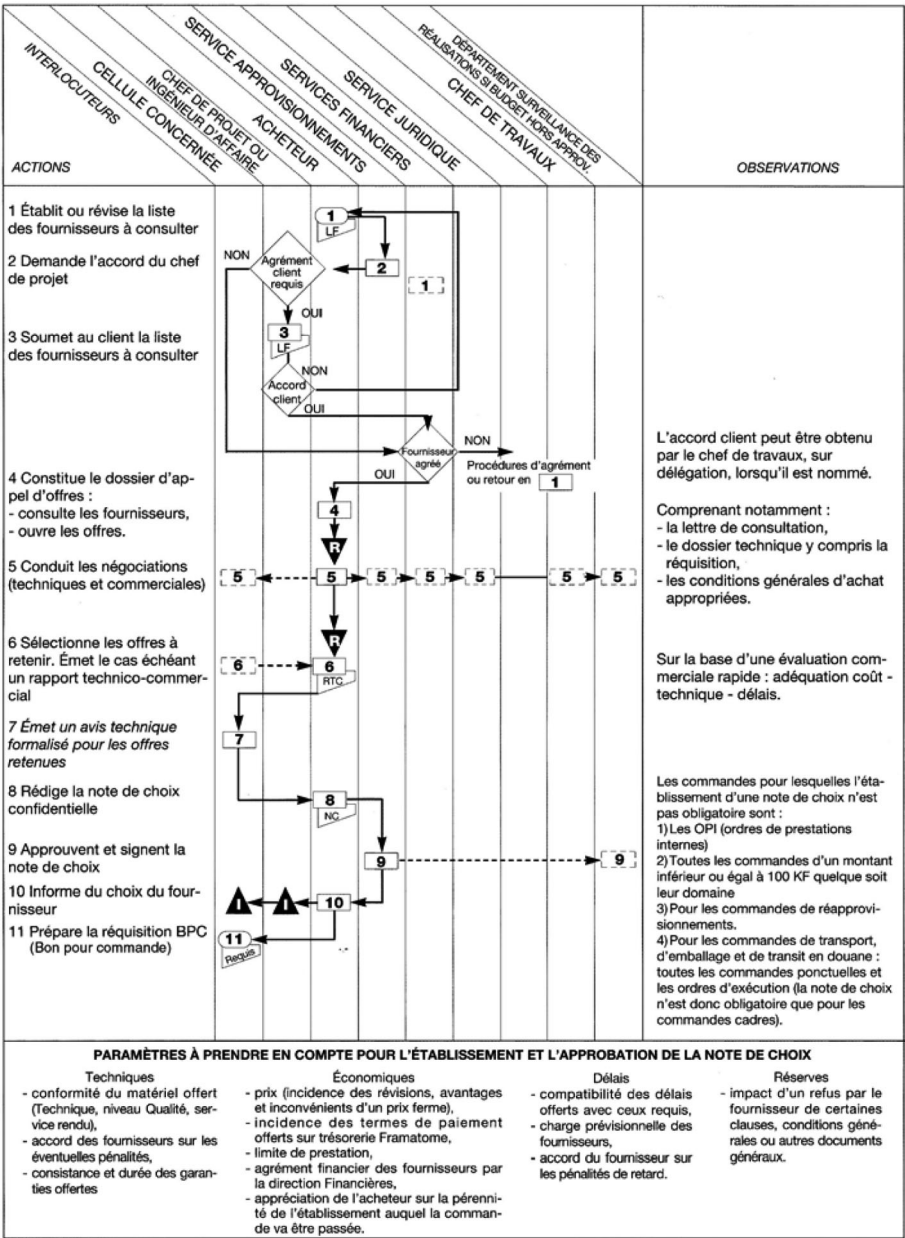 INTERLOCUTEURS
CELLULE CONCERNÉE
CHEF DE PROJET OU
INGÉNIEUR D'AFFAIRE
ACHETEUR
SERVICE APPROVISIONNEMENTS
SERVICES FINANCIERS
SERVICE JURIDIQUE
CHEF DE TRAVAUX
DÉPARTEMENT SURVEILLANCE DES
RÉALISATIONS SI BUDGET HORS APPROV.
ACTIONS
OBSERVATIONS
1 Établit ou révise la liste
des fournisseurs à consulter
2 Demande l'accord du chef
de projet
3 Soumet au client la liste
des fournisseurs à consulter
4 Constitue le dossier d'ap-
pel d'offres :
- consulte les fournisseurs,
- ouvre les offres.
5 Conduit les négociations
(techniques et commerciales)
6 Sélectionne les offres à
retenir. Émet le cas échéant
un rapport technico-commer-
cial
7 Émet un avis technique
formalisé pour les offres
retenues
8 Rédige la note de choix
confidentielle
9 Approuvent et signent la
note de choix
10 Informe du choix du four-
nisseur
11 Prépare la réquisition BPC
(Bon pour commande)
1
LF
NON
Agrément
client
requis
2
1
OUI
3
LF
NON
Accord
client
OUI
Fournisseur
agréé
NON
Procédures d'agrément
ou retour en 1
OUI
4
R
5 5 5 5 5 5 5
R
6 6
RTC
7
8
NC
9 9
I I 10
11
Requis
L'accord client peut être obtenu
par le chef de travaux, sur
délégation, lorsqu'il est nommé.
Comprenant notamment :
- la lettre de consultation,
- le dossier technique y compris la
réquisition,
- les conditions générales d'achat
appropriées.
Sur la base d'une évaluation com-
merciale rapide : adéquation coût -
technique - délais.
Les commandes pour lesquelles l'éta-
blissement d'une note de choix n'est
pas obligatoire sont :
1) Les OPI (ordres de prestations
internes)
2) Toutes les commandes d'un montant
inférieur ou égal à 100 KF quelque soit
leur domaine
3) Pour les commandes de réapprovi-
sionnements.
4) Pour les commandes de transport,
d'emballage et de transit en douane :
toutes les commandes ponctuelles et
les ordres d'exécution (la note de choix
n'est donc obligatoire que pour les
commandes cadres).
PARAMÈTRES À PRENDRE EN COMPTE POUR L'ÉTABLISSEMENT ET L'APPROBATION DE LA NOTE DE CHOIX
Techniques
- conformité du matériel offert
(Technique, niveau Qualité, ser-
vice rendu),
- accord des fournisseurs sur les
éventuelles pénalités,
- consistance et durée des garan-
ties offertes
Économiques
- prix (incidence des révisions, avantages
et inconvénients d'un prix ferme),
- incidence des termes de paiement
offerts sur trésorerie Framatome,
- limite de prestation,
- agrément financier des fournisseurs par
la direction Financières,
- appréciation de l'acheteur sur la pérenni-
té de l'établissement auquel la comman-
de va être passée.
Délais
- compatibilité des délais
offerts avec ceux requis,
- charge prévisionnelle des
fournisseurs,
- accord du fournisseur sur
les pénalités de retard.
Réserves
- impact d'un refus par le
fournisseur de certaines
clauses, conditions géné-
rales ou autres documents
généraux.